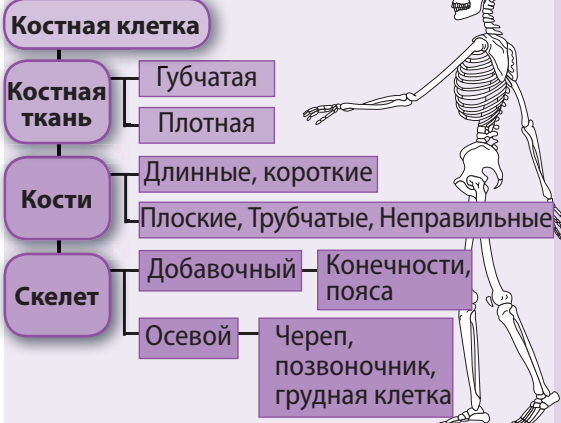 Костная клетка
Костная
ткань
Губчатая
Плотная
Кости
Длинные, короткие
Плоские, Трубчатые, Неправильные
Скелет
Добавочный
Конечности,
пояса
Осевой
Череп,
позвоночник,
грудная клетка